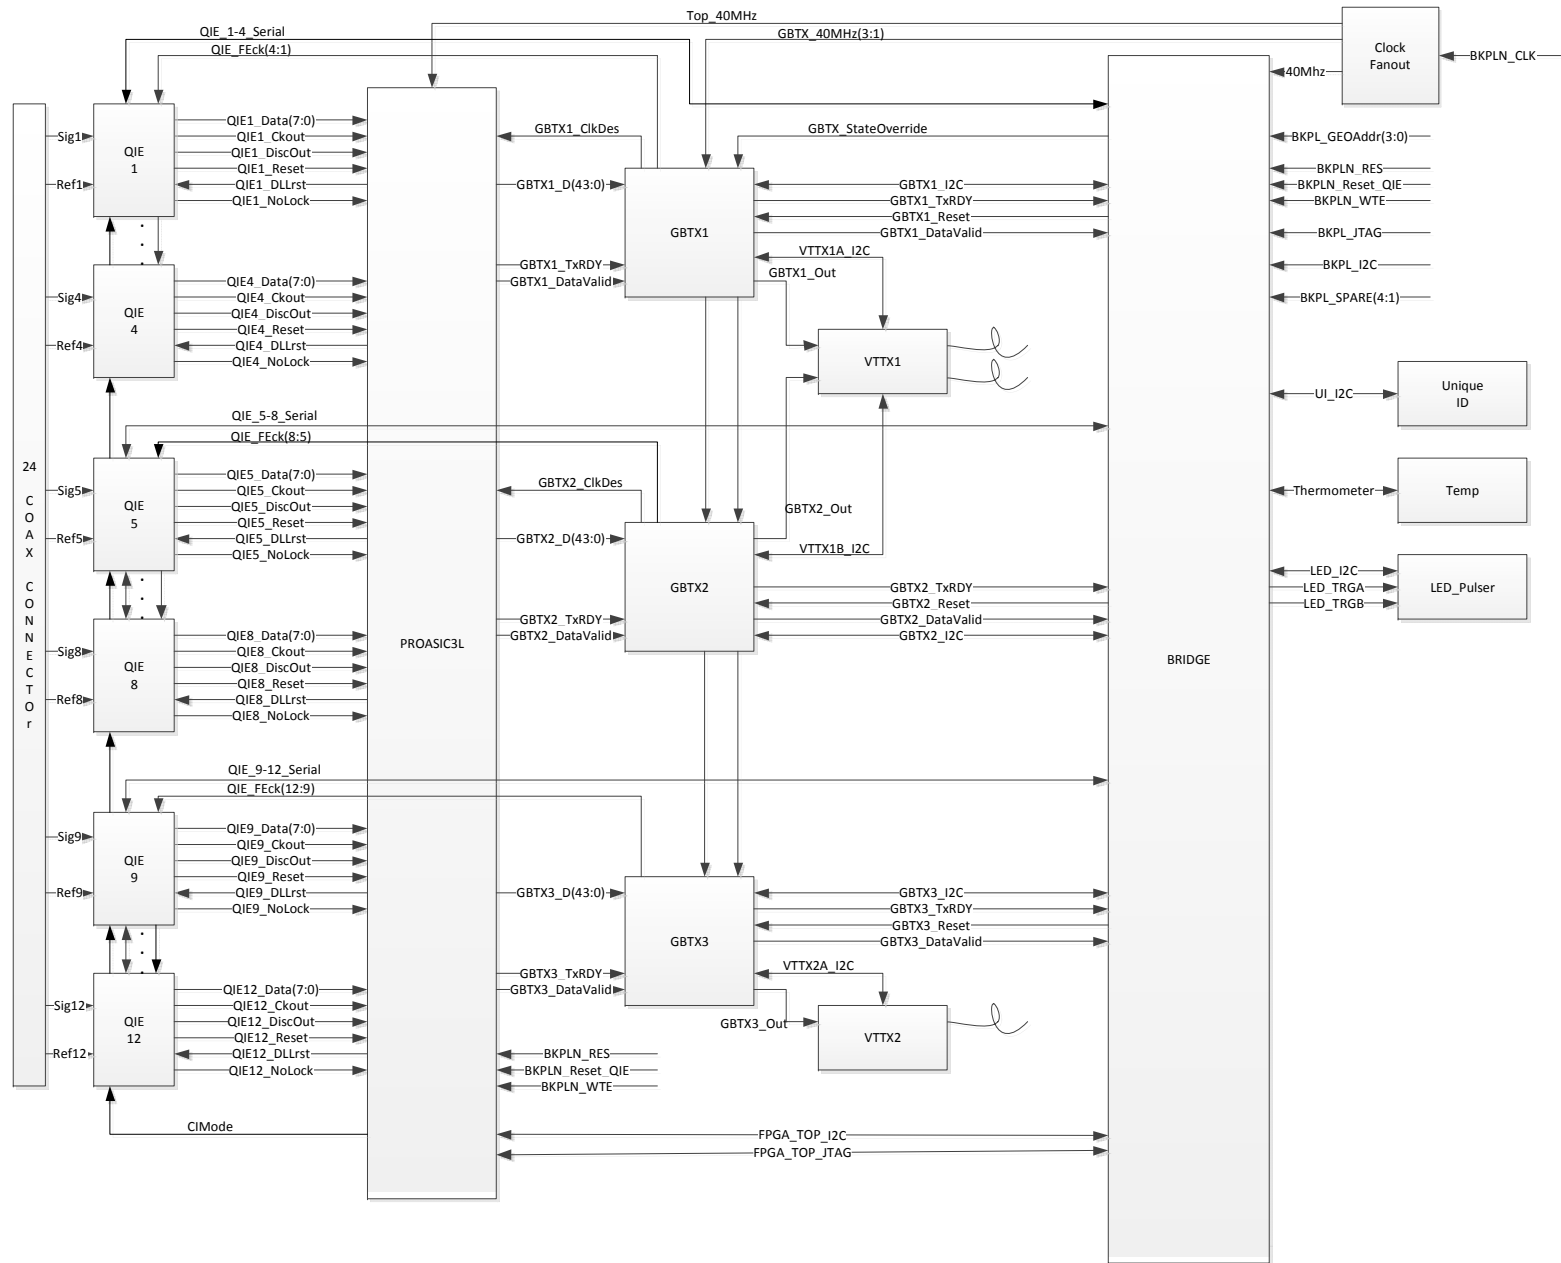 Top_40MHz
QIE_1-4_Serial
GBTX_40MHz(3:1)
QIE_FEck(4:1)
Clock
Fanout
BKPLN_CLK
40Mhz
QIE
1
Sig1
Ref1
QIE1_Data(7:0)
QIE1_Ckout
QIE1_DiscOut
QIE1_Reset
QIE1_DLLrst
QIE1_NoLock
GBTX1_ClkDes
GBTX_StateOverride
GBTX1_D(43:0)
GBTX1
GBTX1_I2C
GBTX1_TxRDY
GBTX1_Reset
GBTX1_DataValid
BKPL_GEOAddr(3:0)
BKPLN_RES
BKPLN_Reset_QIE
BKPLN_WTE
BKPL_JTAG
BKPL_I2C
BKPL_SPARE(4:1)
GBTX1_TxRDY
GBTX1_DataValid
VTTX1A_I2C
GBTX1_Out
QIE
4
Sig4
Ref4
QIE4_Data(7:0)
QIE4_Ckout
QIE4_DiscOut
QIE4_Reset
QIE4_DLLrst
QIE4_NoLock
VTTX1
UI_I2C
Unique
ID
QIE_5-8_Serial
QIE_FEck(8:5)
24
C
O
A
X
C
O
N
N
E
C
T
O
r
QIE
5
Sig5
Ref5
QIE5_Data(7:0)
QIE5_Ckout
QIE5_DiscOut
QIE5_Reset
QIE5_DLLrst
QIE5_NoLock
GBTX2_ClkDes
GBTX2_D(43:0)
GBTX2_Out
VTTX1B_I2C
Thermometer
Temp
GBTX2
GBTX2_TxRDY
GBTX2_Reset
GBTX2_DataValid
GBTX2_I2C
LED_I2C
LED_TRGA
LED_TRGB
LED_Pulser
GBTX2_TxRDY
GBTX2_DataValid
PROASIC3L
BRIDGE
QIE
8
Sig8
Ref8
QIE8_Data(7:0)
QIE8_Ckout
QIE8_DiscOut
QIE8_Reset
QIE8_DLLrst
QIE8_NoLock
QIE_9-12_Serial
QIE_FEck(12:9)
QIE
9
Sig9
Ref9
QIE9_Data(7:0)
QIE9_Ckout
QIE9_DiscOut
QIE9_Reset
QIE9_DLLrst
QIE9_NoLock
GBTX3_D(43:0)
GBTX3
GBTX3_I2C
GBTX3_TxRDY
GBTX3_Reset
GBTX3_DataValid
GBTX3_TxRDY
GBTX3_DataValid
VTTX2A_I2C
GBTX3_Out
VTTX2
QIE
12
Sig12
Ref12
QIE12_Data(7:0)
QIE12_Ckout
QIE12_DiscOut
QIE12_Reset
QIE12_DLLrst
QIE12_NoLock
BKPLN_RES
BKPLN_Reset_QIE
BKPLN_WTE
CIMode
FPGA_TOP_I2C
FPGA_TOP_JTAG